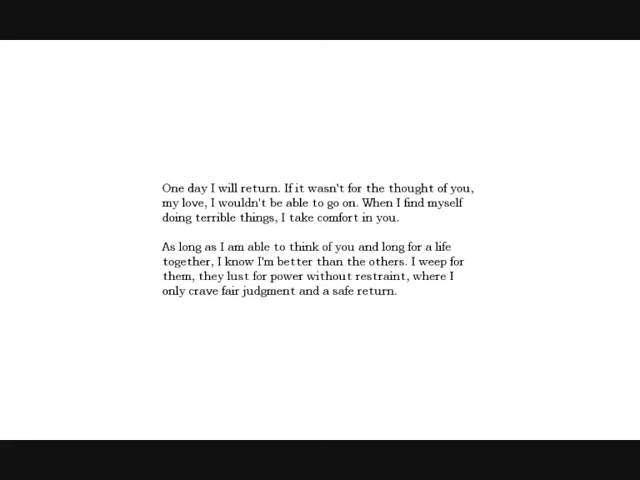 One day I will return. If it wasn't for the thought of you,
my love, I wouldn't be able to go on. When I find myself
doing terrible things, I take comfort in you.
As long as I am able to think of you and long for a life
together, I know I'm better than the others. I weep for
them, they lust for power without restraint, where I
only crave fair judgment and a safe return.